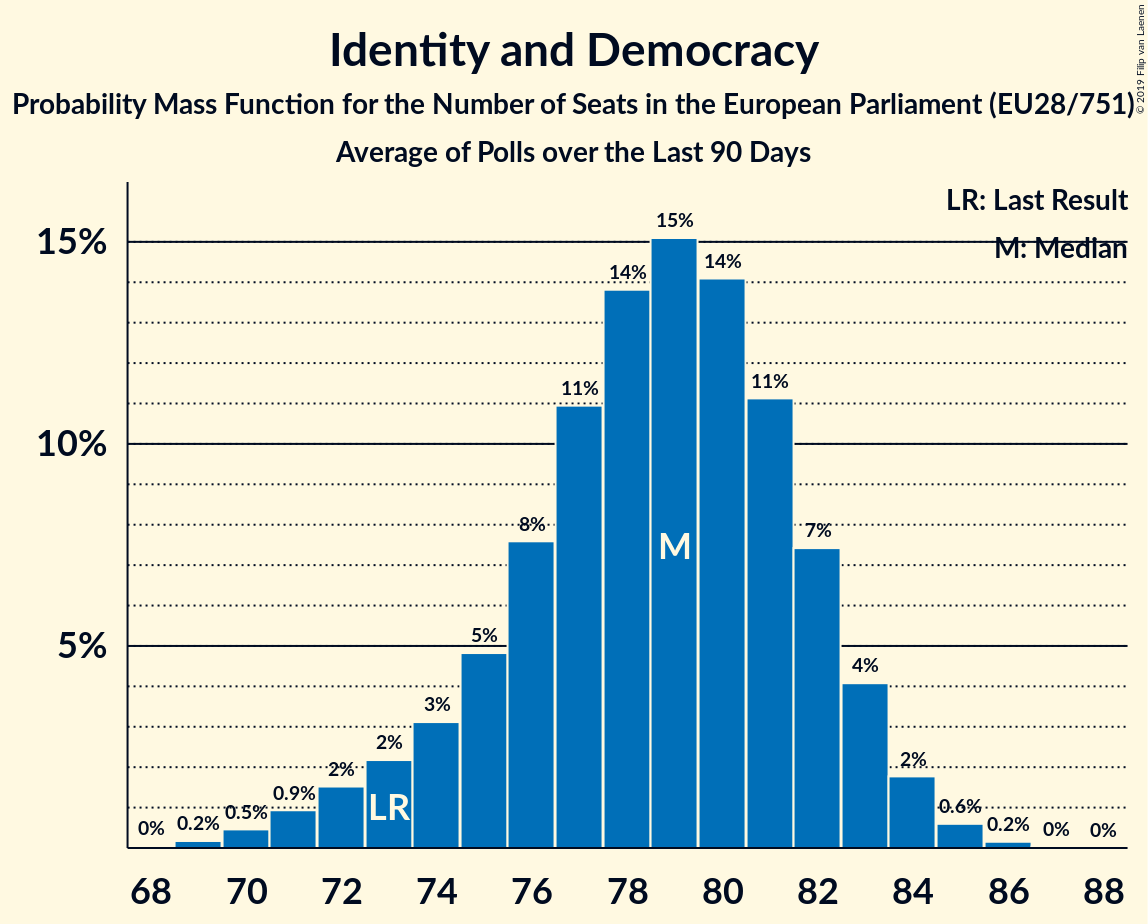 Identity and Democracy
Probability Mass Function for the Number of Seats in the European Parliament (EU28/751)
Average of Polls over the Last 90 Days
© 2019 Filip van Laenen
LR: Last Result
M: Median
15%
10%
5%
0%
0.2%
0.5%
0.9%
2%
2%
3%
5%
8%
11%
14%
15%
14%
11%
7%
4%
2%
0.6%
0.2%
0%
0%
LR
M
68 70 72 74 76 78 80 82 84 86 88